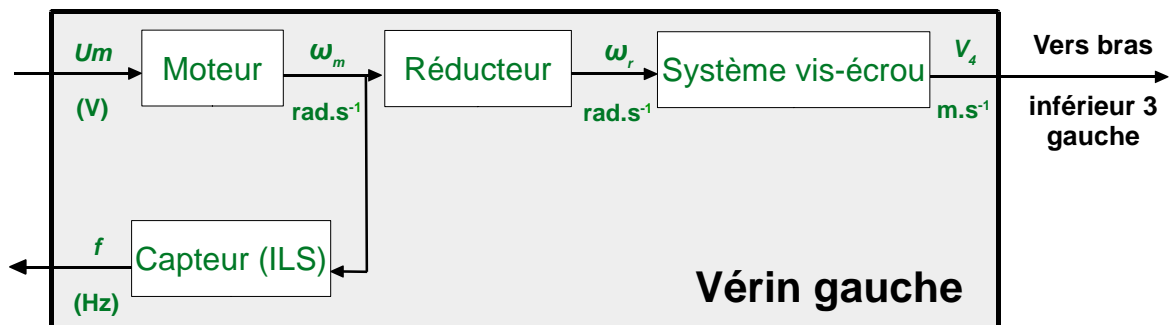 Um
(V)
Moteur
ωm
rad.s-1
Réducteur
ωr
rad.s-1
Système vis-écrou
V4
m.s-1
Vers bras
inférieur 3
gauche
f
(Hz)
Capteur (ILS)
Vérin gauche